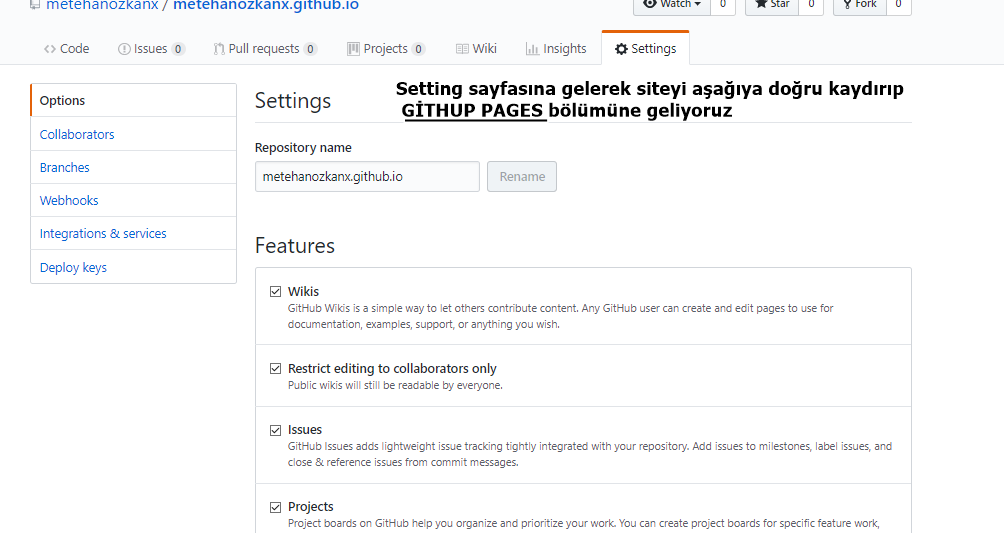 metehanozkanx / metehanozkanx.github.io
Watch 0 Star 0 Fork 0
Code Issues 0 Pull requests 0 Projects 0 Wiki Insights Settings
Setting sayfasına gelerek siteyi aşağıya doğru kaydırıp
GİTHUP PAGES bölümüne geliyoruz
Options
Collaborators
Branches
Webhooks
Integrations & services
Deploy keys
Settings
Repository name
metehanozkanx.github.io Rename
Features
Wikis
GitHub Wikis is a simple way to let others contribute content. Any GitHub user can create and edit pages to use for
documentation, examples, support, or anything you wish.
Restrict editing to collaborators only
Public wikis will still be readable by everyone.
Issues
GitHub Issues adds lightweight issue tracking tightly integrated with your repository. Add issues to milestones, label issues, and
close & reference issues from commit messages.
Projects
Project boards on GitHub help you organize and prioritize your work. You can create project boards for specific feature work,